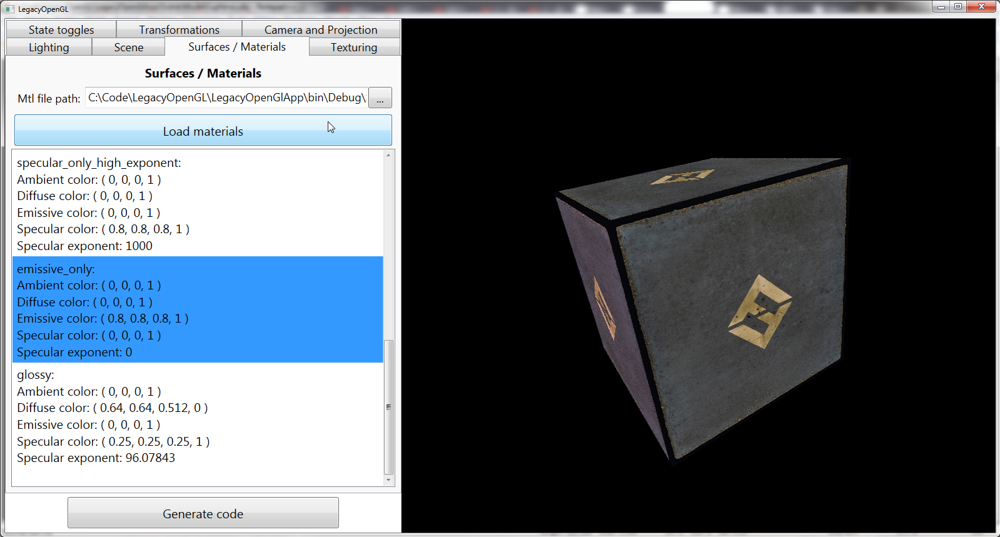 LegacyOpenGL
State toggles
Transformations
Camera and Projection
Lighting
Scene
Surfaces / Materials
Texturing
Surfaces / Materials
Mtl file path: C:\Code\LegacyOpenGL\LegacyOpenGlApp\bin\Debug\ ...
Load materials
specular_only_high_exponent:
Ambient color: ( 0, 0, 0, 1 )
Diffuse color: ( 0, 0, 0, 1 )
Emissive color: ( 0, 0, 0, 1 )
Specular color: ( 0.8, 0.8, 0.8, 1 )
Specular exponent: 1000
emissive_only:
Ambient color: ( 0, 0, 0, 1 )
Diffuse color: ( 0, 0, 0, 1 )
Emissive color: ( 0.8, 0.8, 0.8, 1 )
Specular color: ( 0, 0, 0, 1 )
Specular exponent: 0
glossy:
Ambient color: ( 0, 0, 0, 1 )
Diffuse color: ( 0.64, 0.64, 0.512, 0 )
Emissive color: ( 0, 0, 0, 1 )
Specular color: ( 0.25, 0.25, 0.25, 1 )
Specular exponent: 96.07843
Generate code